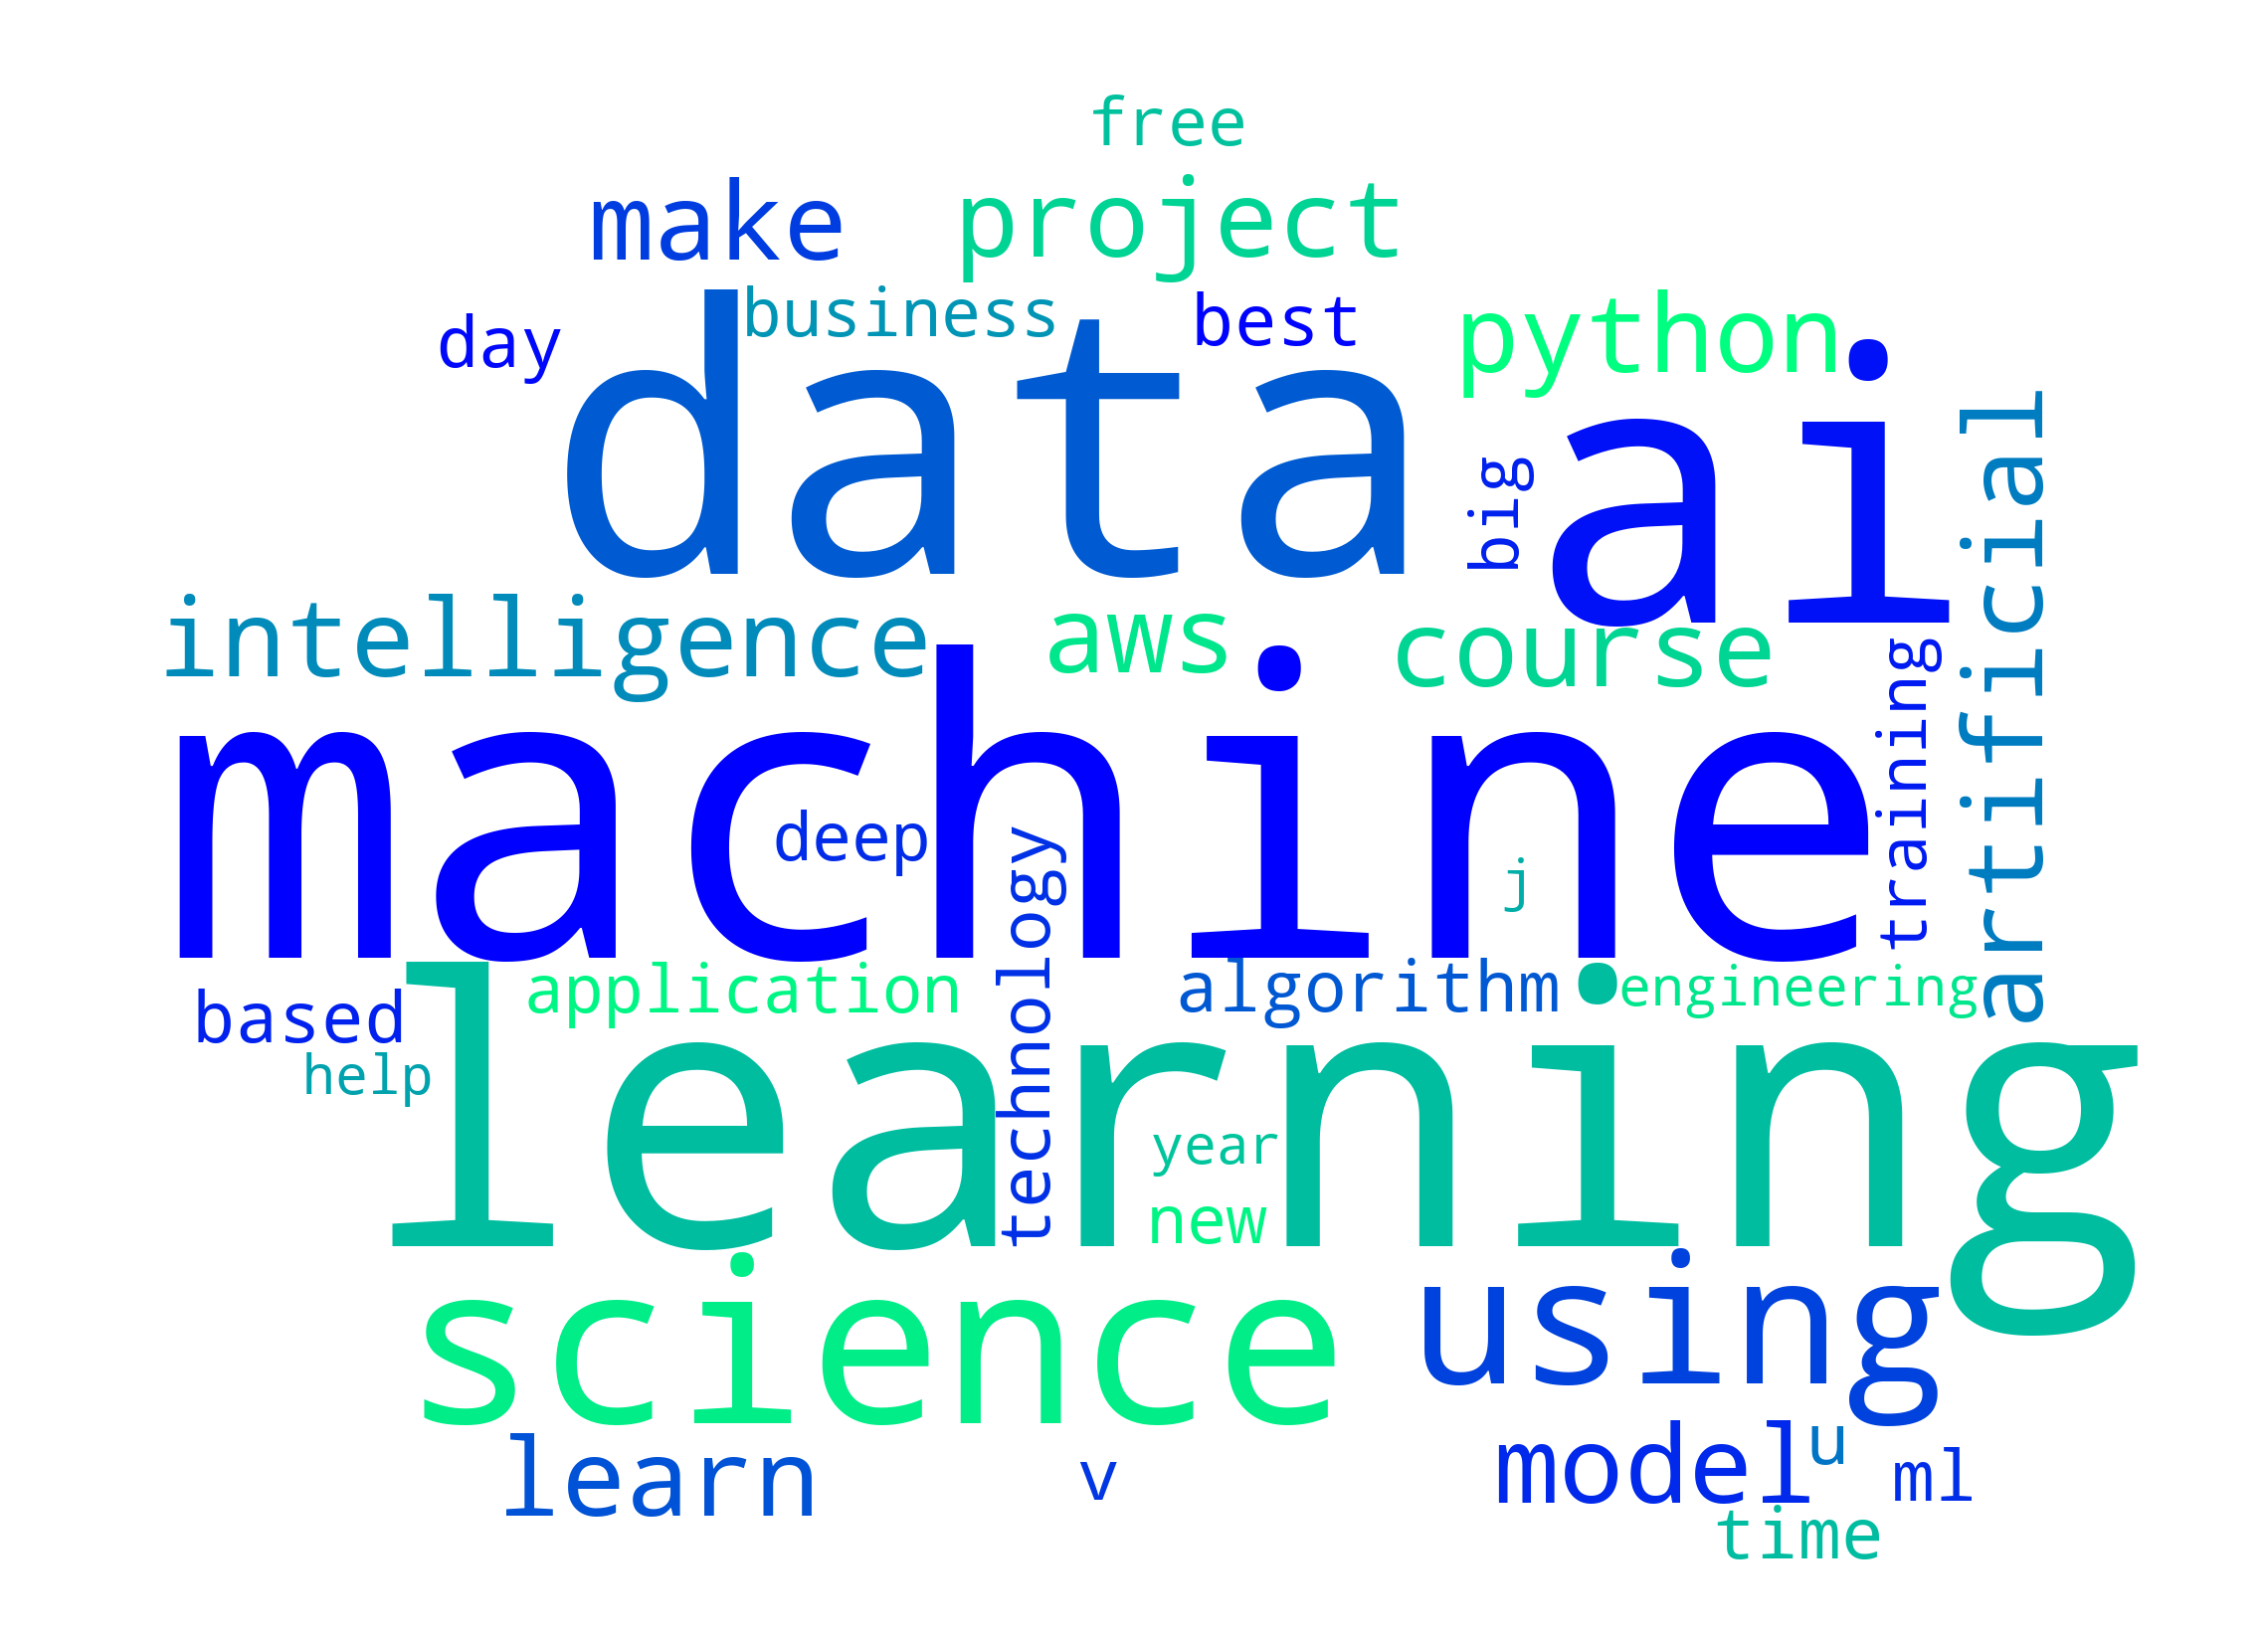 free
make project
day business best python
data ai
big
artificial
intelligence aws course
training
machine
deep
j
technology
based application algorithm engineering
help
learning
year
new
science using
learn v model u ml
time